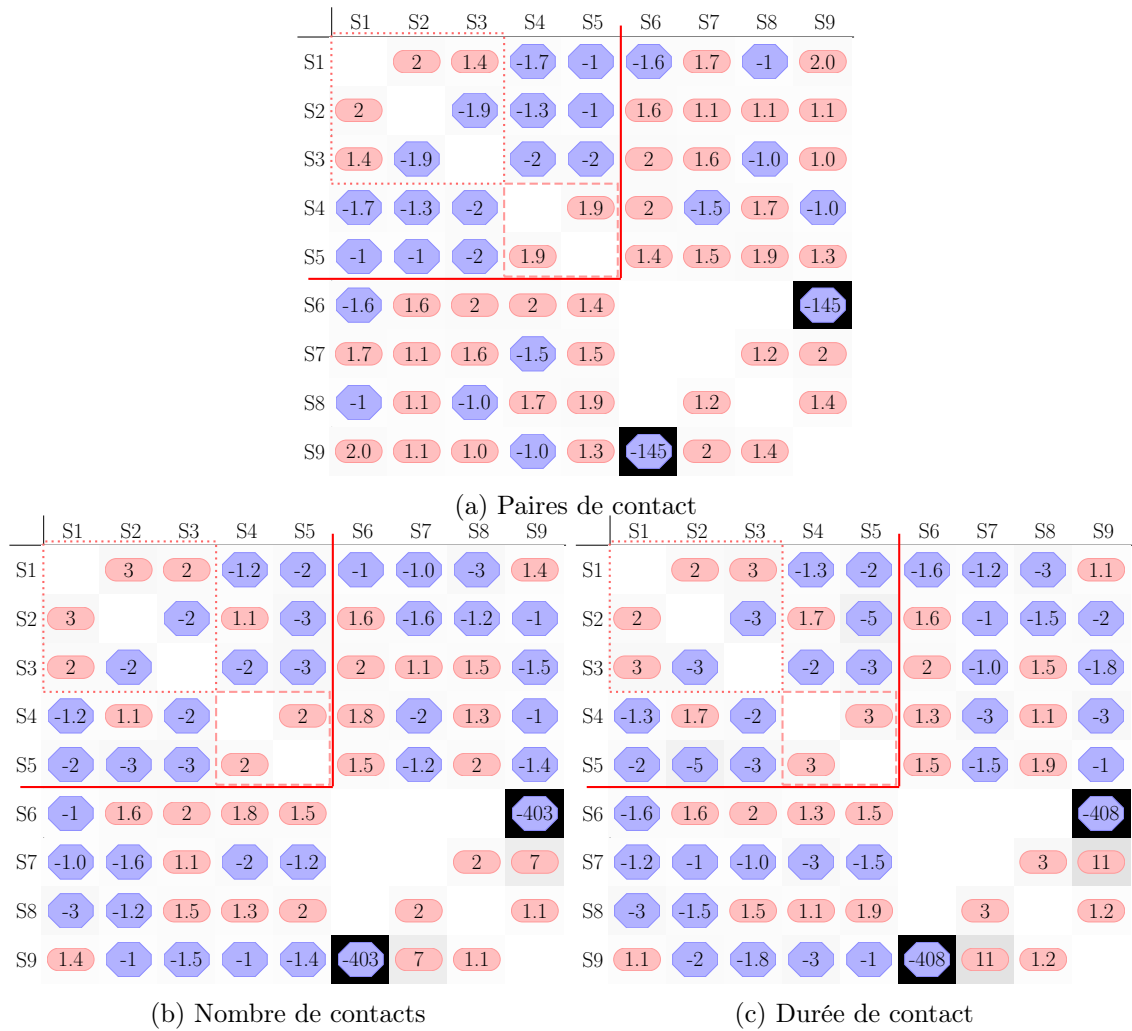 S1 S2 S3 S4 S5 S6 S7 S8 S9
S1 2 1.4 -1.7 -1 -1.6 1.7 -1 2.0
S2 2 -1.9 -1.3 -1 1.6 1.1 1.1 1.1
S3 1.4 -1.9 -2 -2 2 1.6 -1.0 1.0
S4 -1.7 -1.3 -2 1.9 2 -1.5 1.7 -1.0
S5 -1 -1 -2 1.9 1.4 1.5 1.9 1.3
S6 -1.6 1.6 2 2 1.4 -145
S7 1.7 1.1 1.6 -1.5 1.5 1.2 2
S8 -1 1.1 -1.0 1.7 1.9 1.2 1.4
S9 2.0 1.1 1.0 -1.0 1.3 -145 2 1.4
(a) Paires de contact
S1 S2 S3 S4 S5 S6 S7 S8 S9
S1 3 2 -1.2 -2 -1 -1.0 -3 1.4
S2 3 -2 1.1 -3 1.6 -1.6 -1.2 -1
S3 2 -2 -2 -3 2 1.1 1.5 -1.5
S4 -1.2 1.1 -2 2 1.8 -2 1.3 -1
S5 -2 -3 -3 2 1.5 -1.2 2 -1.4
S6 -1 1.6 2 1.8 1.5 -403
S7 -1.0 -1.6 1.1 -2 -1.2 2 7
S8 -3 -1.2 1.5 1.3 2 2 1.1
S9 1.4 -1 -1.5 -1 -1.4 -403 7 1.1
(b) Nombre de contacts
S1 S2 S3 S4 S5 S6 S7 S8 S9
S1 2 3 -1.3 -2 -1.6 -1.2 -3 1.1
S2 2 -3 1.7 -5 1.6 -1 -1.5 -2
S3 3 -3 -2 -3 2 -1.0 1.5 -1.8
S4 -1.3 1.7 -2 3 1.3 -3 1.1 -3
S5 -2 -5 -3 3 1.5 -1.5 1.9 -1
S6 -1.6 1.6 2 1.3 1.5 -408
S7 -1.2 -1 -1.0 -3 -1.5 3 11
S8 -3 -1.5 1.5 1.1 1.9 3 1.2
S9 1.1 -2 -1.8 -3 -1 -408 11 1.2
(c) Durée de contact